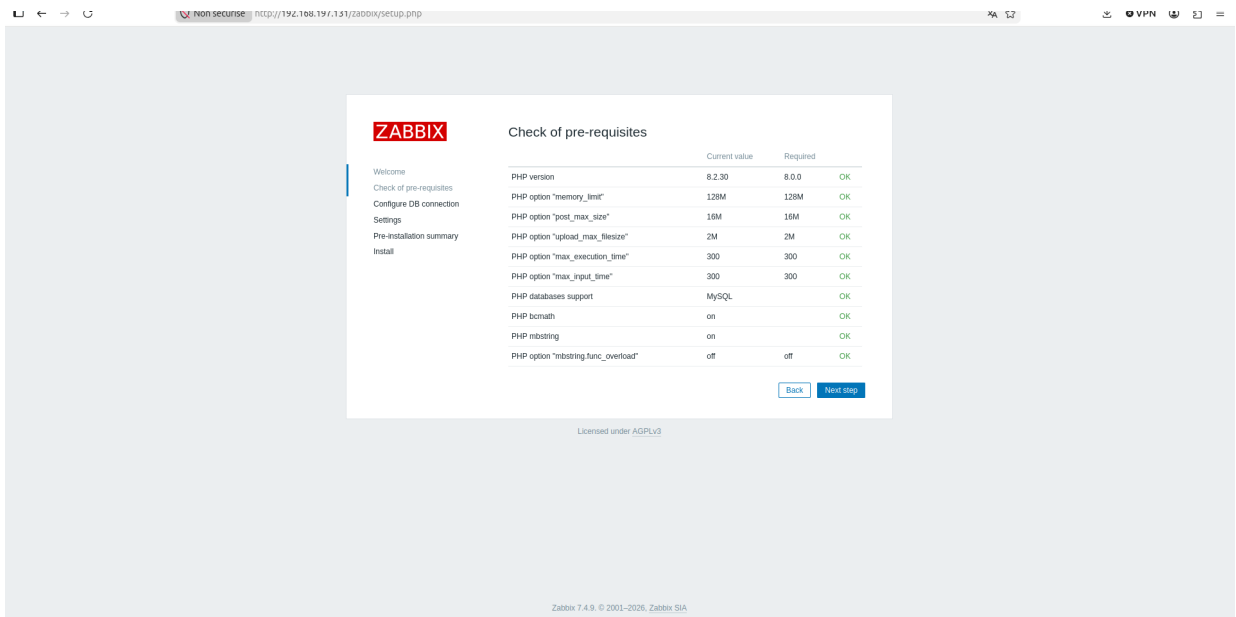 Non sécurisé http://192.168.197.131/zabbix/setup.php
VPN
ZABBIX
Welcome
Check of pre-requisites
Configure DB connection
Settings
Pre-installation summary
Install
Check of pre-requisites
Current value Required
PHP version 8.2.30 8.0.0 OK
PHP option "memory_limit" 128M 128M OK
PHP option "post_max_size" 16M 16M OK
PHP option "upload_max_filesize" 2M 2M OK
PHP option "max_execution_time" 300 300 OK
PHP option "max_input_time" 300 300 OK
PHP databases support MySQL OK
PHP bcmath on OK
PHP mbstring on OK
PHP option "mbstring.func_overload" off off OK
Back Next step
Licensed under AGPLv3
Zabbix 7.4.9. © 2001–2026, Zabbix SIA